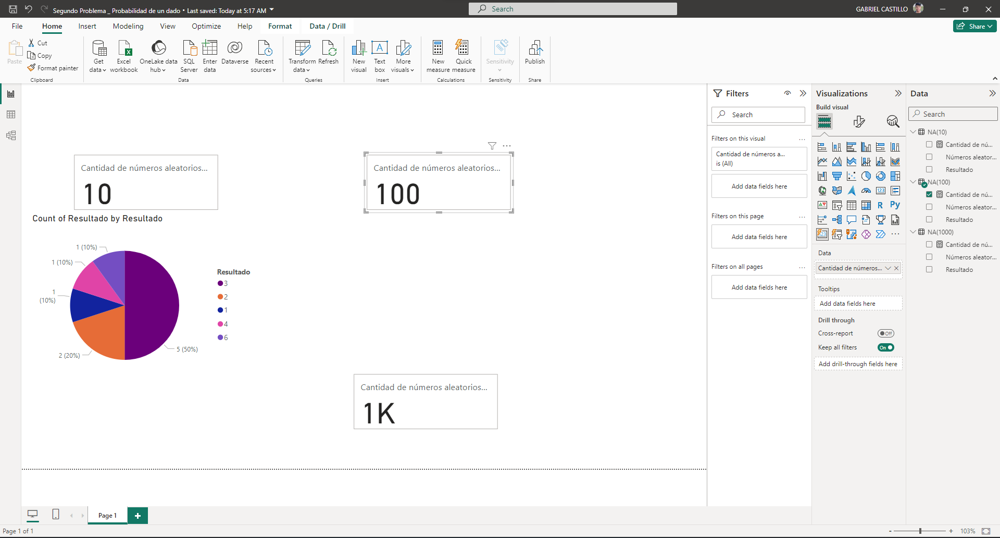 Segundo Problema _ Probabilidad de un dado • Last saved: Today at 5:17 AM
Search
GABRIEL CASTILLO
File
Home
Insert
Modeling
View
Optimize
Help
Format
Data / Drill
Share
Paste
Cut
Copy
Format painter
Clipboard
Get
data
Excel
workbook
OneLake data
hub
SQL
Server
Enter
data
Dataverse
Recent
sources
Data
Transform
data
Refresh
Queries
New
visual
Text
box
More
visuals
Insert
New
measure
Quick
measure
Calculations
Sensitivity
Sensitivity
Publish
Share
Cantidad de números aleatorios...
10
Cantidad de números aleatorios...
100
Count of Resultado by Resultado
1 (10%)
1 (10%)
1
(10%)
2 (20%)
5 (50%)
Resultado
3
2
1
4
6
Cantidad de números aleatorios...
1K
Filters
Search
Filters on this visual
...
Cantidad de números a...
is (All)
Add data fields here
Filters on this page
...
Add data fields here
Filters on all pages
...
Add data fields here
Visualizations
Build visual
123
R
Py
123
...
Data
Cantidad de números...
Tooltips
Add data fields here
Drill through
Cross-report
Off
Keep all filters
On
Add drill-through fields here
Data
Search
NA(10)
Cantidad de nú...
Números aleator...
Resultado
NA(100)
Cantidad de nú...
Números aleator...
Resultado
NA(1000)
Cantidad de nú...
Números aleator...
Resultado
Page 1
+
Page 1 of 1
-
+
103%